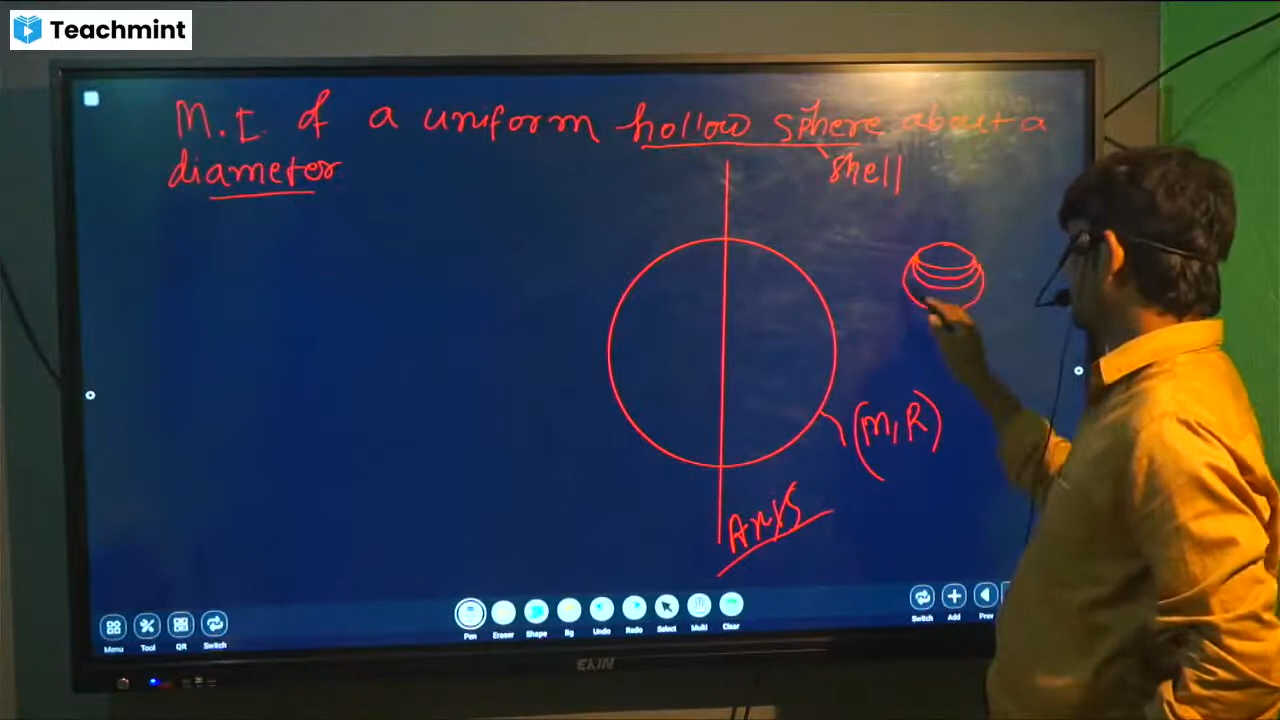 Teachmint
M.I. of a uniform hollow sphere about a
diameter
shell
(M, R)
Axis
Menu
Tool
QR
Switch
Pen
Eraser
Shape
Bg
Undo
Redo
Select
Multi
Clear
Switch
Add
Prev